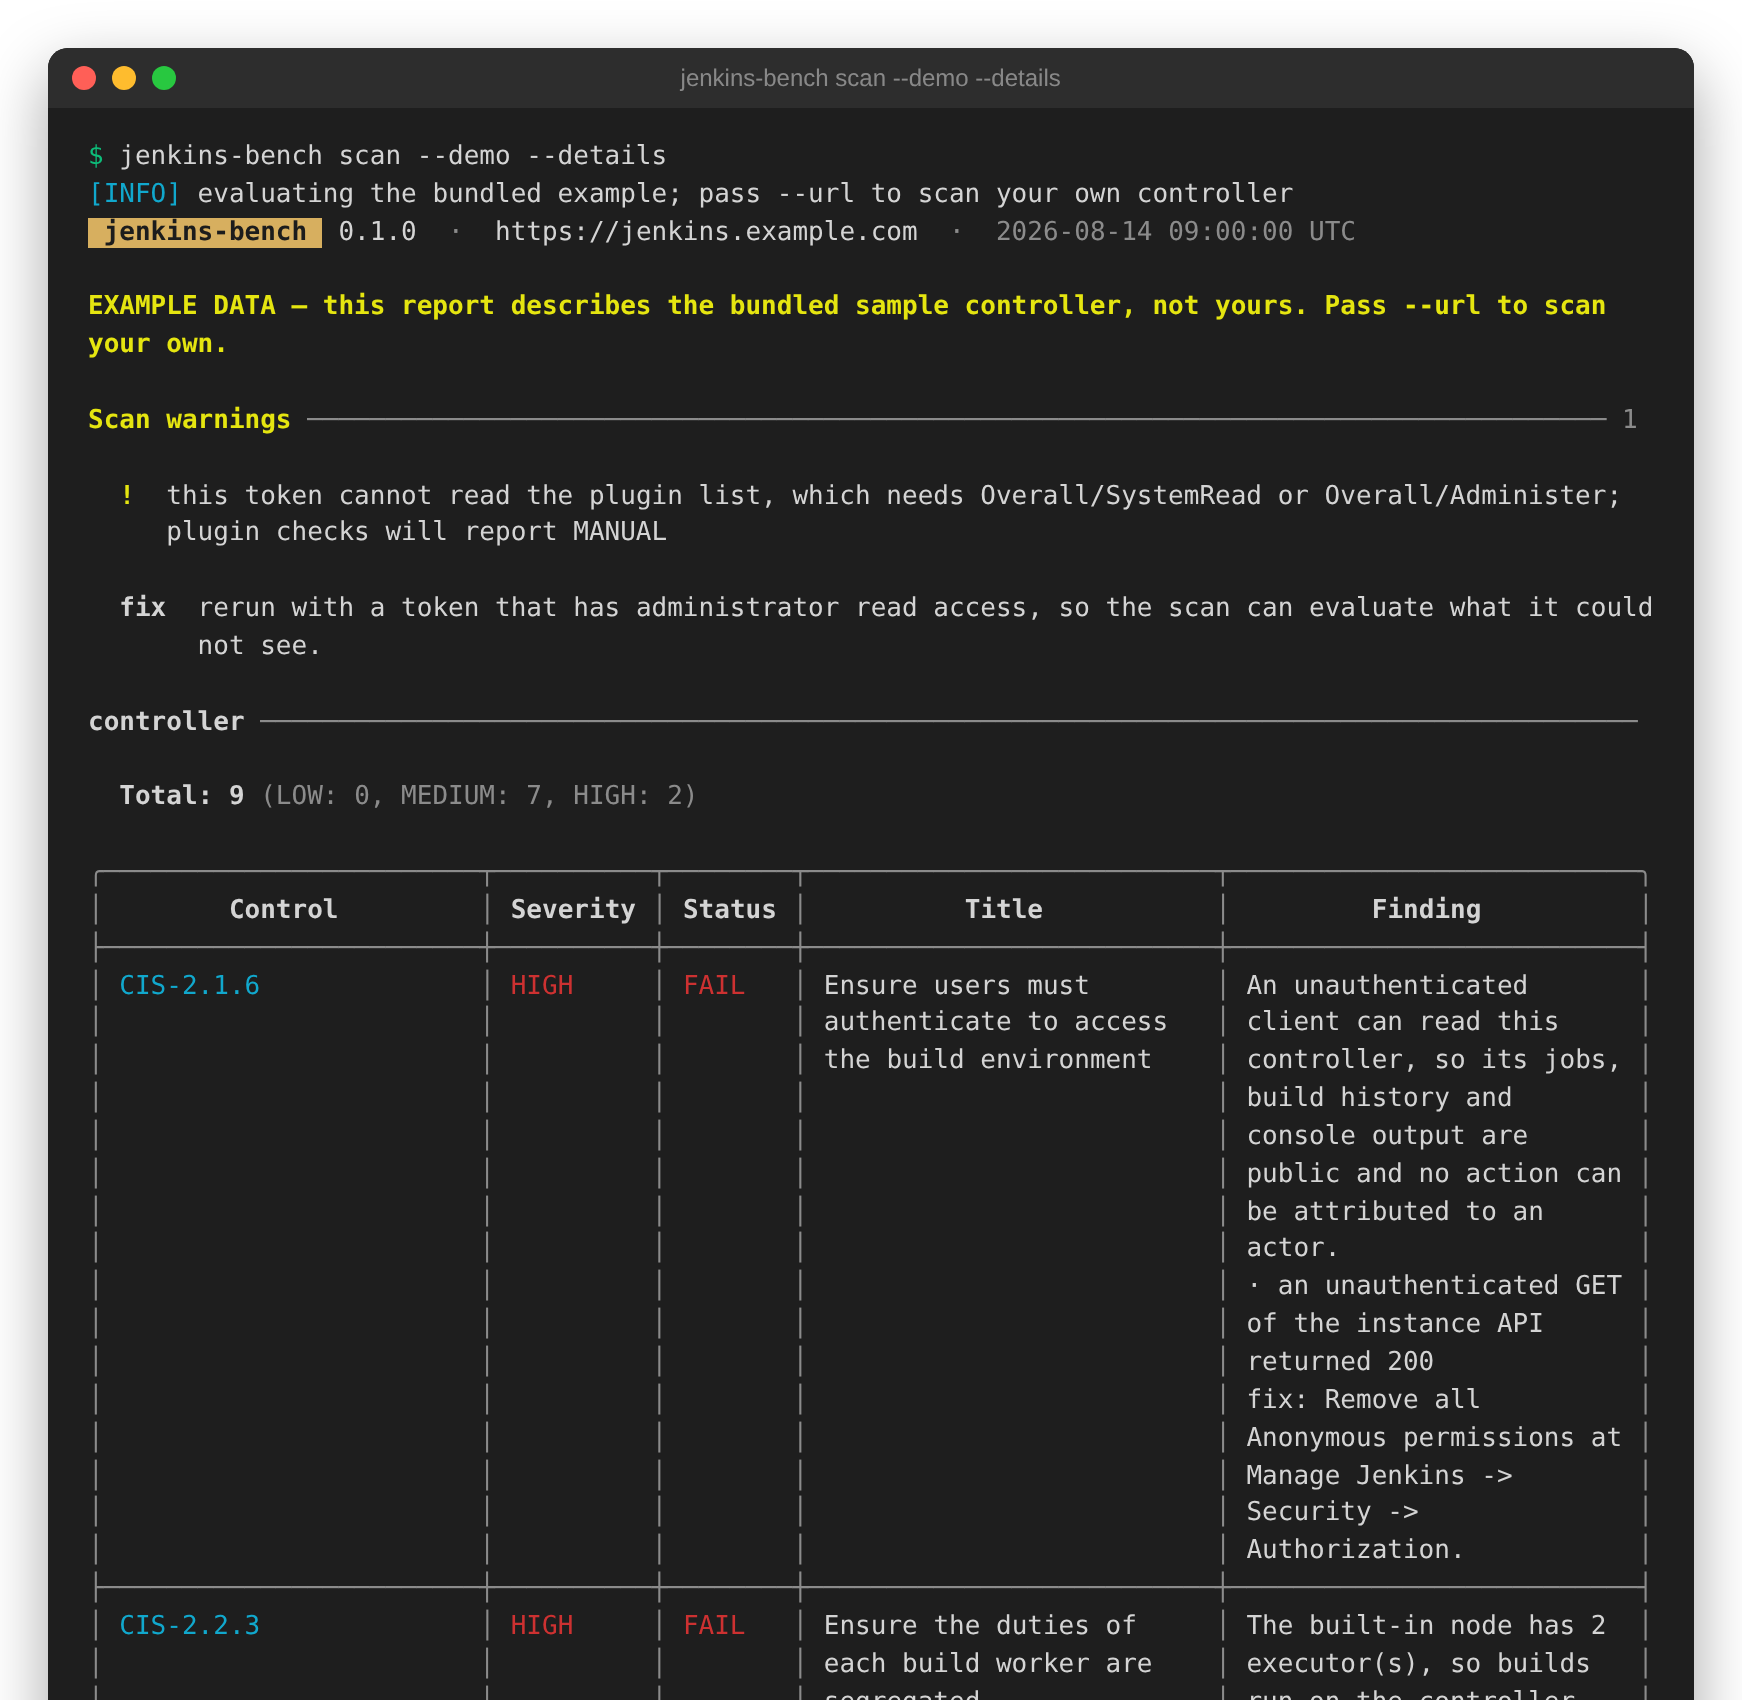 jenkins-bench scan --demo --details
$ jenkins-bench scan --demo --details
[INFO] evaluating the bundled example; pass --url to scan your own controller
jenkins-bench 0.1.0 · https://jenkins.example.com · 2026-08-14 09:00:00 UTC
EXAMPLE DATA — this report describes the bundled sample controller, not yours. Pass --url to scan
your own.
Scan warnings 1
! this token cannot read the plugin list, which needs Overall/SystemRead or Overall/Administer;
plugin checks will report MANUAL
fix rerun with a token that has administrator read access, so the scan can evaluate what it could
not see.
controller
Total: 9 (LOW: 0, MEDIUM: 7, HIGH: 2)
Control Severity Status Title Finding
CIS-2.1.6 HIGH FAIL Ensure users must An unauthenticated
authenticate to access client can read this
the build environment controller, so its jobs,
build history and
console output are
public and no action can
be attributed to an
actor.
· an unauthenticated GET
of the instance API
returned 200
fix: Remove all
Anonymous permissions at
Manage Jenkins ->
Security ->
Authorization.
CIS-2.2.3 HIGH FAIL Ensure the duties of The built-in node has 2
each build worker are executor(s), so builds
segregated run on the controller